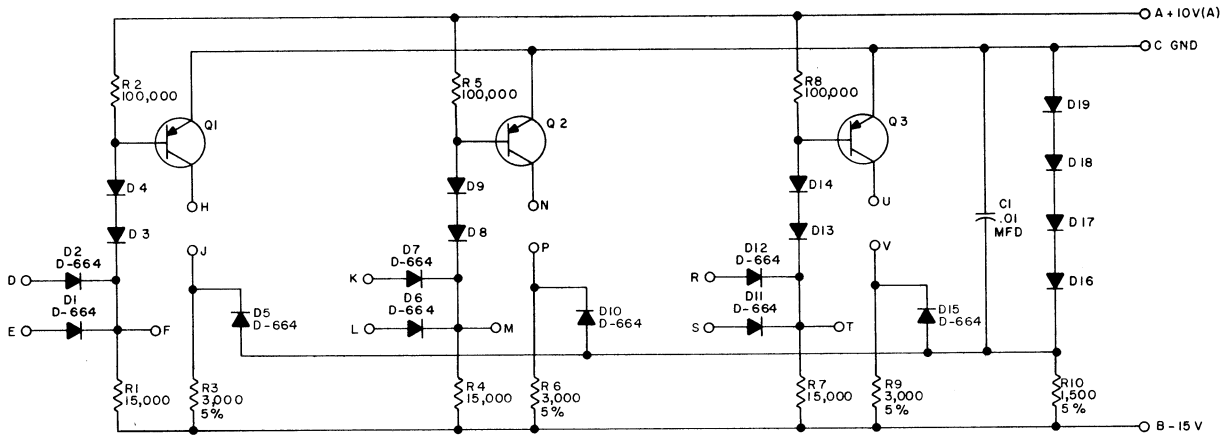 A+10V(A)
C GND
R2
100,000
R5
100,000
R8
100,000
Q1
Q2
Q3
D19
D4
D9
D14
D18
H
N
U
C1
.01
MFD
D3
D8
D13
D17
J
P
V
D2
D-664
D7
D-664
D12
D-664
D
K
R
D16
D1
D-664
D6
D-664
D11
D-664
D5
D-664
D10
D-664
D15
D-664
E
F
L
M
S
T
R1
15,000
R3
3,000
5%
R4
15,000
R6
3,000
5%
R7
15,000
R9
3,000
5%
R10
1,500
5%
B-15V